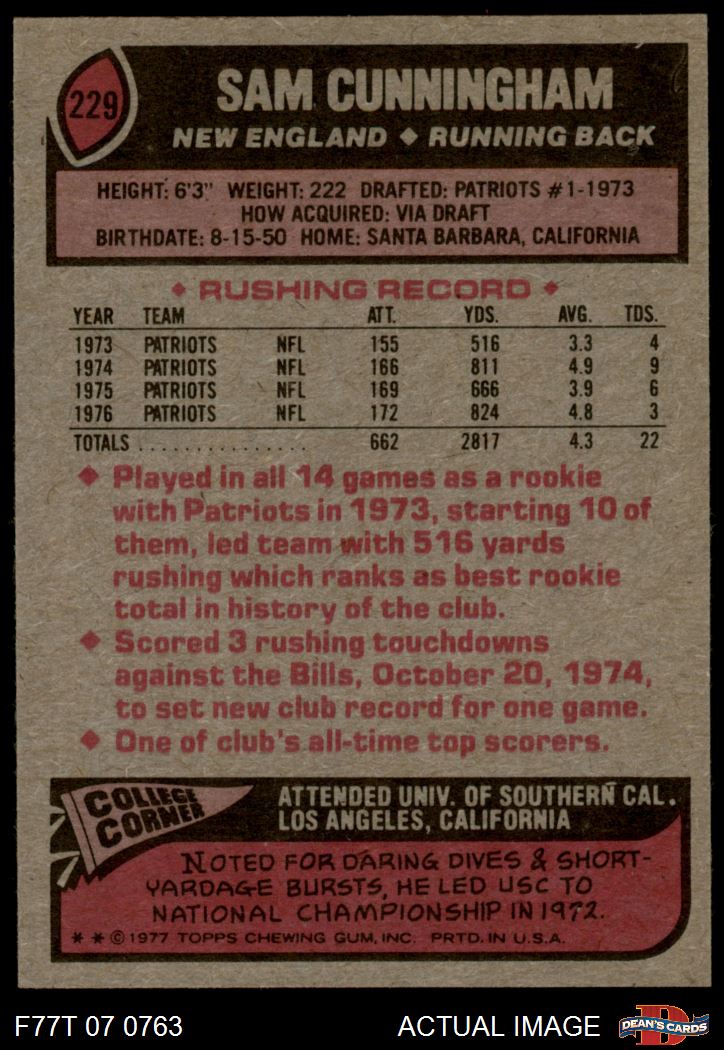 229
SAM CUNNINGHAM
NEW ENGLAND ◆ RUNNING BACK
HEIGHT: 6'3" WEIGHT: 222 DRAFTED: PATRIOTS #1-1973
HOW ACQUIRED: VIA DRAFT
BIRTHDATE: 8-15-50 HOME: SANTA BARBARA, CALIFORNIA
◆ RUSHING RECORD ◆
YEAR TEAM ATT. YDS. AVG. TDS.
1973 PATRIOTS NFL 155 516 3.3 4
1974 PATRIOTS NFL 166 811 4.9 9
1975 PATRIOTS NFL 169 666 3.9 6
1976 PATRIOTS NFL 172 824 4.8 3
TOTALS . . . . . . . . . . . . . . . . 662 2817 4.3 22
◆ Played in all 14 games as a rookie
with Patriots in 1973, starting 10 of
them, led team with 516 yards
rushing which ranks as best rookie
total in history of the club.
◆ Scored 3 rushing touchdowns
against the Bills, October 20, 1974,
to set new club record for one game.
◆ One of club's all-time top scorers.
COLLEGE
CORNER
ATTENDED UNIV. OF SOUTHERN CAL.
LOS ANGELES, CALIFORNIA
NOTED FOR DARING DIVES & SHORT-
YARDAGE BURSTS, HE LED USC TO
NATIONAL CHAMPIONSHIP IN 1972.
* * © 1977 TOPPS CHEWING GUM, INC. PRTD. IN U.S.A.
F77T 07 0763 ACTUAL IMAGE
D
DEAN'S CARDS